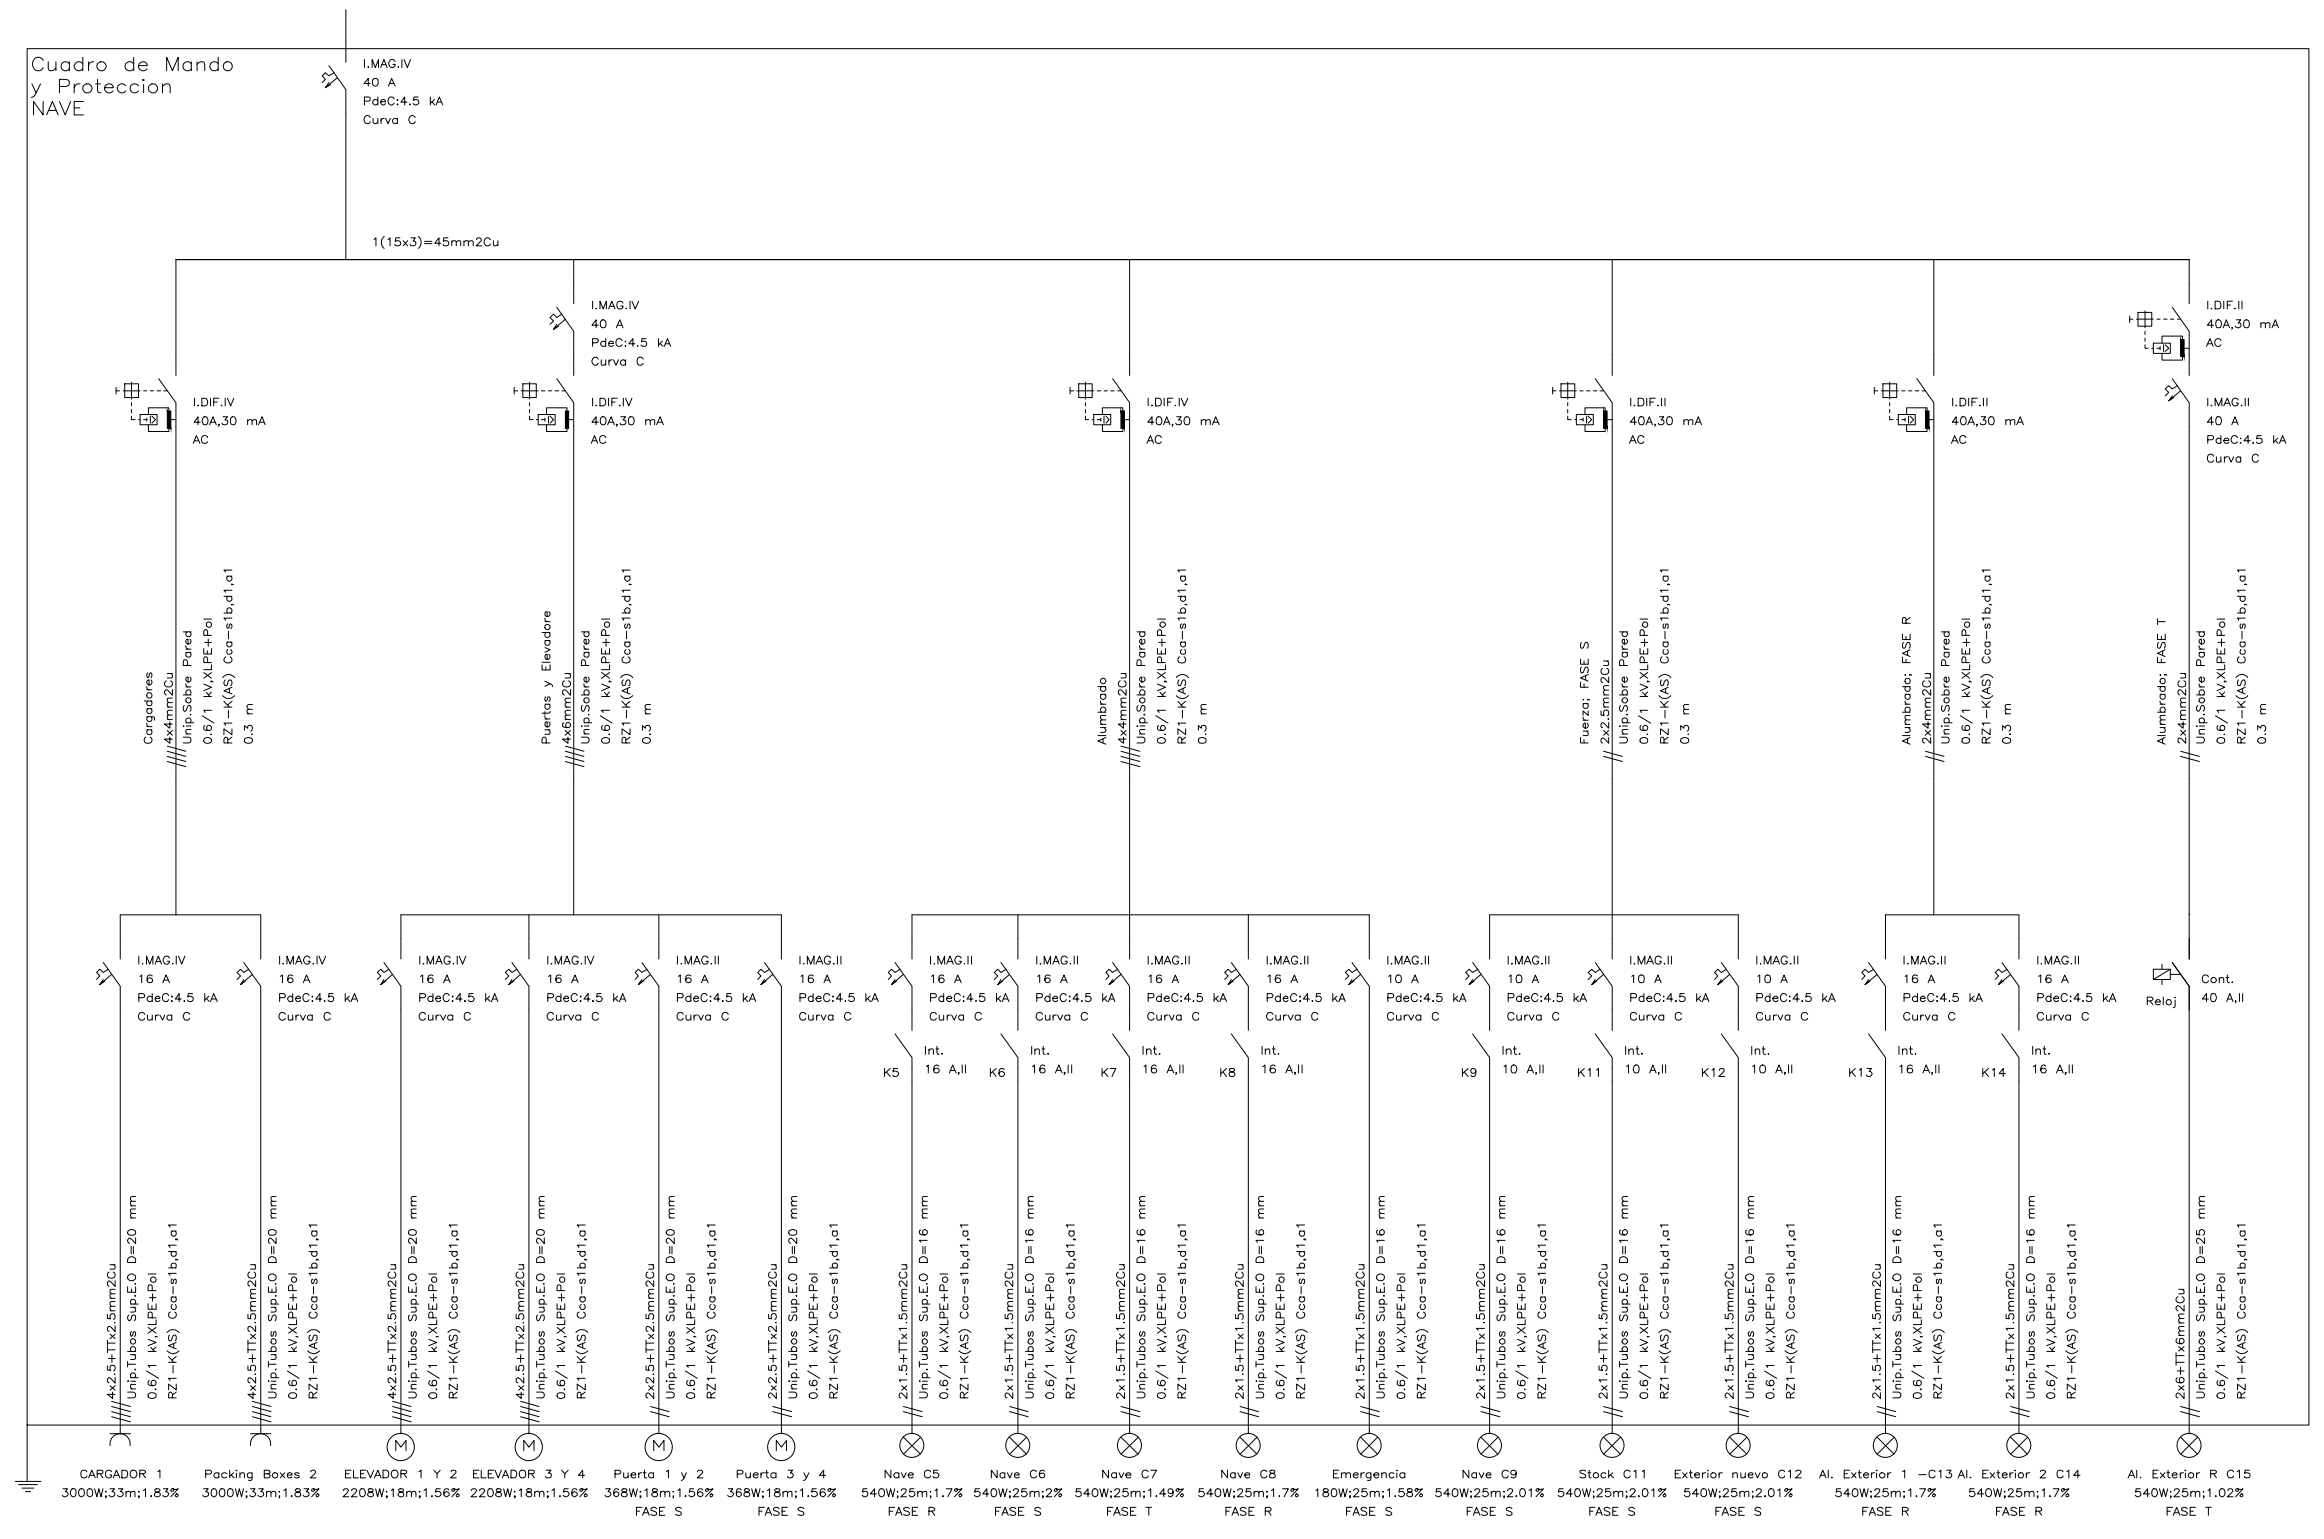 Cuadro de Mando
y Proteccion
NAVE
I.MAG.IV
40 A
PdeC:4.5 kA
Curva C
1(15x3)=45mm2Cu
I.DIF.IV
40A,30 mA
AC
I.MAG.IV
40 A
PdeC:4.5 kA
Curva C
I.DIF.IV
40A,30 mA
AC
I.DIF.IV
40A,30 mA
AC
I.DIF.II
40A,30 mA
AC
I.DIF.II
40A,30 mA
AC
I.DIF.II
40A,30 mA
AC
I.MAG.II
40 A
PdeC:4.5 kA
Curva C
Cargadores
4x4mm2Cu
Unip.Sobre Pared
0.6/1 kV,XLPE+Pol
RZ1-K(AS) Cca-s1b,d1,a1
0.3 m
Puertas y Elevadore
4x6mm2Cu
Unip.Sobre Pared
0.6/1 kV,XLPE+Pol
RZ1-K(AS) Cca-s1b,d1,a1
0.3 m
Alumbrado
4x4mm2Cu
Unip.Sobre Pared
0.6/1 kV,XLPE+Pol
RZ1-K(AS) Cca-s1b,d1,a1
0.3 m
Fuerza; FASE S
2x2.5mm2Cu
Unip.Sobre Pared
0.6/1 kV,XLPE+Pol
RZ1-K(AS) Cca-s1b,d1,a1
0.3 m
Alumbrado; FASE R
2x4mm2Cu
Unip.Sobre Pared
0.6/1 kV,XLPE+Pol
RZ1-K(AS) Cca-s1b,d1,a1
0.3 m
Alumbrado; FASE T
2x4mm2Cu
Unip.Sobre Pared
0.6/1 kV,XLPE+Pol
RZ1-K(AS) Cca-s1b,d1,a1
0.3 m
I.MAG.IV
16 A
PdeC:4.5 kA
Curva C
4x2.5+TTx2.5mm2Cu
Unip.Tubos Sup.E.O D=20 mm
0.6/1 kV,XLPE+Pol
RZ1-K(AS) Cca-s1b,d1,a1
CARGADOR 1
3000W;33m;1.83%
I.MAG.IV
16 A
PdeC:4.5 kA
Curva C
4x2.5+TTx2.5mm2Cu
Unip.Tubos Sup.E.O D=20 mm
0.6/1 kV,XLPE+Pol
RZ1-K(AS) Cca-s1b,d1,a1
Packing Boxes 2
3000W;33m;1.83%
I.MAG.IV
16 A
PdeC:4.5 kA
Curva C
4x2.5+TTx2.5mm2Cu
Unip.Tubos Sup.E.O D=20 mm
0.6/1 kV,XLPE+Pol
RZ1-K(AS) Cca-s1b,d1,a1
ELEVADOR 1 Y 2
2208W;18m;1.56%
I.MAG.IV
16 A
PdeC:4.5 kA
Curva C
4x2.5+TTx2.5mm2Cu
Unip.Tubos Sup.E.O D=20 mm
0.6/1 kV,XLPE+Pol
RZ1-K(AS) Cca-s1b,d1,a1
ELEVADOR 3 Y 4
2208W;18m;1.56%
I.MAG.II
16 A
PdeC:4.5 kA
Curva C
2x2.5+TTx2.5mm2Cu
Unip.Tubos Sup.E.O D=20 mm
0.6/1 kV,XLPE+Pol
RZ1-K(AS) Cca-s1b,d1,a1
Puerta 1 y 2
368W;18m;1.56%
FASE S
I.MAG.II
16 A
PdeC:4.5 kA
Curva C
2x2.5+TTx2.5mm2Cu
Unip.Tubos Sup.E.O D=20 mm
0.6/1 kV,XLPE+Pol
RZ1-K(AS) Cca-s1b,d1,a1
Puerta 3 y 4
368W;18m;1.56%
FASE S
I.MAG.II
16 A
PdeC:4.5 kA
Curva C
Int.
16 A,II
K5
2x1.5+TTx1.5mm2Cu
Unip.Tubos Sup.E.O D=16 mm
0.6/1 kV,XLPE+Pol
RZ1-K(AS) Cca-s1b,d1,a1
Nave C5
540W;25m;1.7%
FASE R
I.MAG.II
16 A
PdeC:4.5 kA
Curva C
Int.
16 A,II
K6
2x1.5+TTx1.5mm2Cu
Unip.Tubos Sup.E.O D=16 mm
0.6/1 kV,XLPE+Pol
RZ1-K(AS) Cca-s1b,d1,a1
Nave C6
540W;25m;2%
FASE S
I.MAG.II
16 A
PdeC:4.5 kA
Curva C
Int.
16 A,II
K7
2x1.5+TTx1.5mm2Cu
Unip.Tubos Sup.E.O D=16 mm
0.6/1 kV,XLPE+Pol
RZ1-K(AS) Cca-s1b,d1,a1
Nave C7
540W;25m;1.49%
FASE T
I.MAG.II
16 A
PdeC:4.5 kA
Curva C
Int.
16 A,II
K8
2x1.5+TTx1.5mm2Cu
Unip.Tubos Sup.E.O D=16 mm
0.6/1 kV,XLPE+Pol
RZ1-K(AS) Cca-s1b,d1,a1
Nave C8
540W;25m;1.7%
FASE R
I.MAG.II
10 A
PdeC:4.5 kA
Curva C
2x1.5+TTx1.5mm2Cu
Unip.Tubos Sup.E.O D=16 mm
0.6/1 kV,XLPE+Pol
RZ1-K(AS) Cca-s1b,d1,a1
Emergencia
180W;25m;1.58%
FASE S
I.MAG.II
10 A
PdeC:4.5 kA
Curva C
Int.
10 A,II
K9
2x1.5+TTx1.5mm2Cu
Unip.Tubos Sup.E.O D=16 mm
0.6/1 kV,XLPE+Pol
RZ1-K(AS) Cca-s1b,d1,a1
Nave C9
540W;25m;2.01%
FASE S
I.MAG.II
10 A
PdeC:4.5 kA
Curva C
Int.
10 A,II
K11
2x1.5+TTx1.5mm2Cu
Unip.Tubos Sup.E.O D=16 mm
0.6/1 kV,XLPE+Pol
RZ1-K(AS) Cca-s1b,d1,a1
Stock C11
540W;25m;2.01%
FASE S
I.MAG.II
10 A
PdeC:4.5 kA
Curva C
Int.
10 A,II
K12
2x1.5+TTx1.5mm2Cu
Unip.Tubos Sup.E.O D=16 mm
0.6/1 kV,XLPE+Pol
RZ1-K(AS) Cca-s1b,d1,a1
Exterior nuevo C12
540W;25m;2.01%
FASE S
I.MAG.II
16 A
PdeC:4.5 kA
Curva C
Int.
16 A,II
K13
2x1.5+TTx1.5mm2Cu
Unip.Tubos Sup.E.O D=16 mm
0.6/1 kV,XLPE+Pol
RZ1-K(AS) Cca-s1b,d1,a1
Al. Exterior 1 -C13
540W;25m;1.7%
FASE R
I.MAG.II
16 A
PdeC:4.5 kA
Curva C
Int.
16 A,II
K14
2x1.5+TTx1.5mm2Cu
Unip.Tubos Sup.E.O D=16 mm
0.6/1 kV,XLPE+Pol
RZ1-K(AS) Cca-s1b,d1,a1
Al. Exterior 2 C14
540W;25m;1.7%
FASE R
Cont.
40 A,II
Reloj
2x6+TTx6mm2Cu
Unip.Tubos Sup.E.O D=25 mm
0.6/1 kV,XLPE+Pol
RZ1-K(AS) Cca-s1b,d1,a1
Al. Exterior R C15
540W;25m;1.02%
FASE T
M
M
M
M